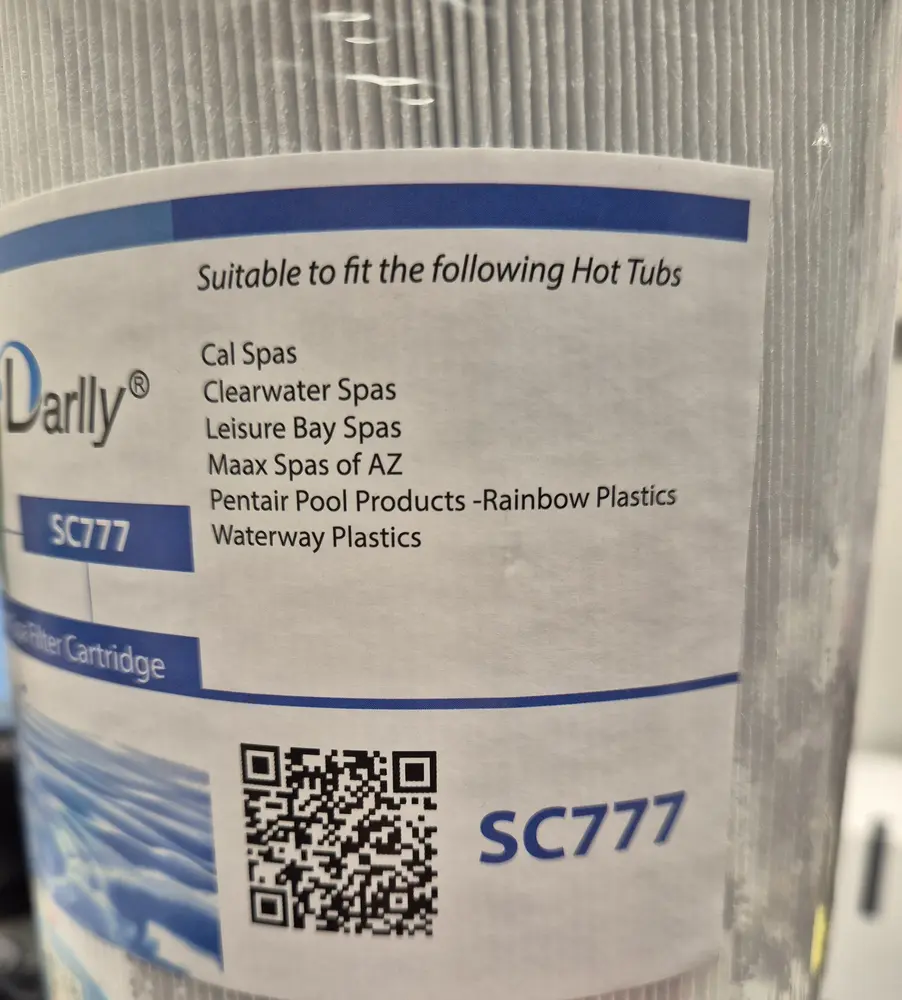 Suitable to fit the following Hot Tubs
Darlly®
Cal Spas
Clearwater Spas
Leisure Bay Spas
Maax Spas of AZ
Pentair Pool Products -Rainbow Plastics
Waterway Plastics
SC777
Filter Cartridge
SC777